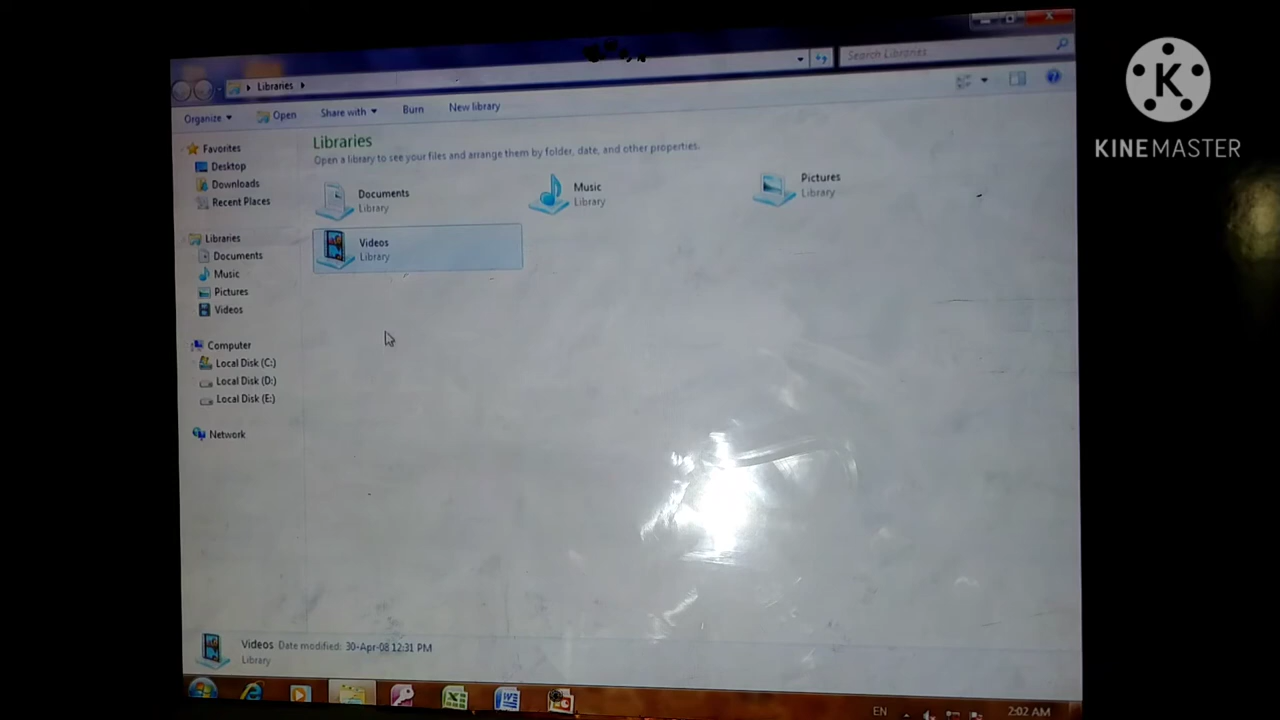 Libraries
Search Libraries
Organize
Open
Share with
Burn
New library
Favorites
Desktop
Downloads
Recent Places
Libraries
Documents
Music
Pictures
Videos
Computer
Local Disk (C:)
Local Disk (D:)
Local Disk (E:)
Network
Libraries
Open a library to see your files and arrange them by folder, date, and other properties.
Documents
Library
Music
Library
Pictures
Library
Videos
Library
Videos Date modified: 30-Apr-08 12:31 PM
Library
EN
2:02 AM
K
KINEMASTER